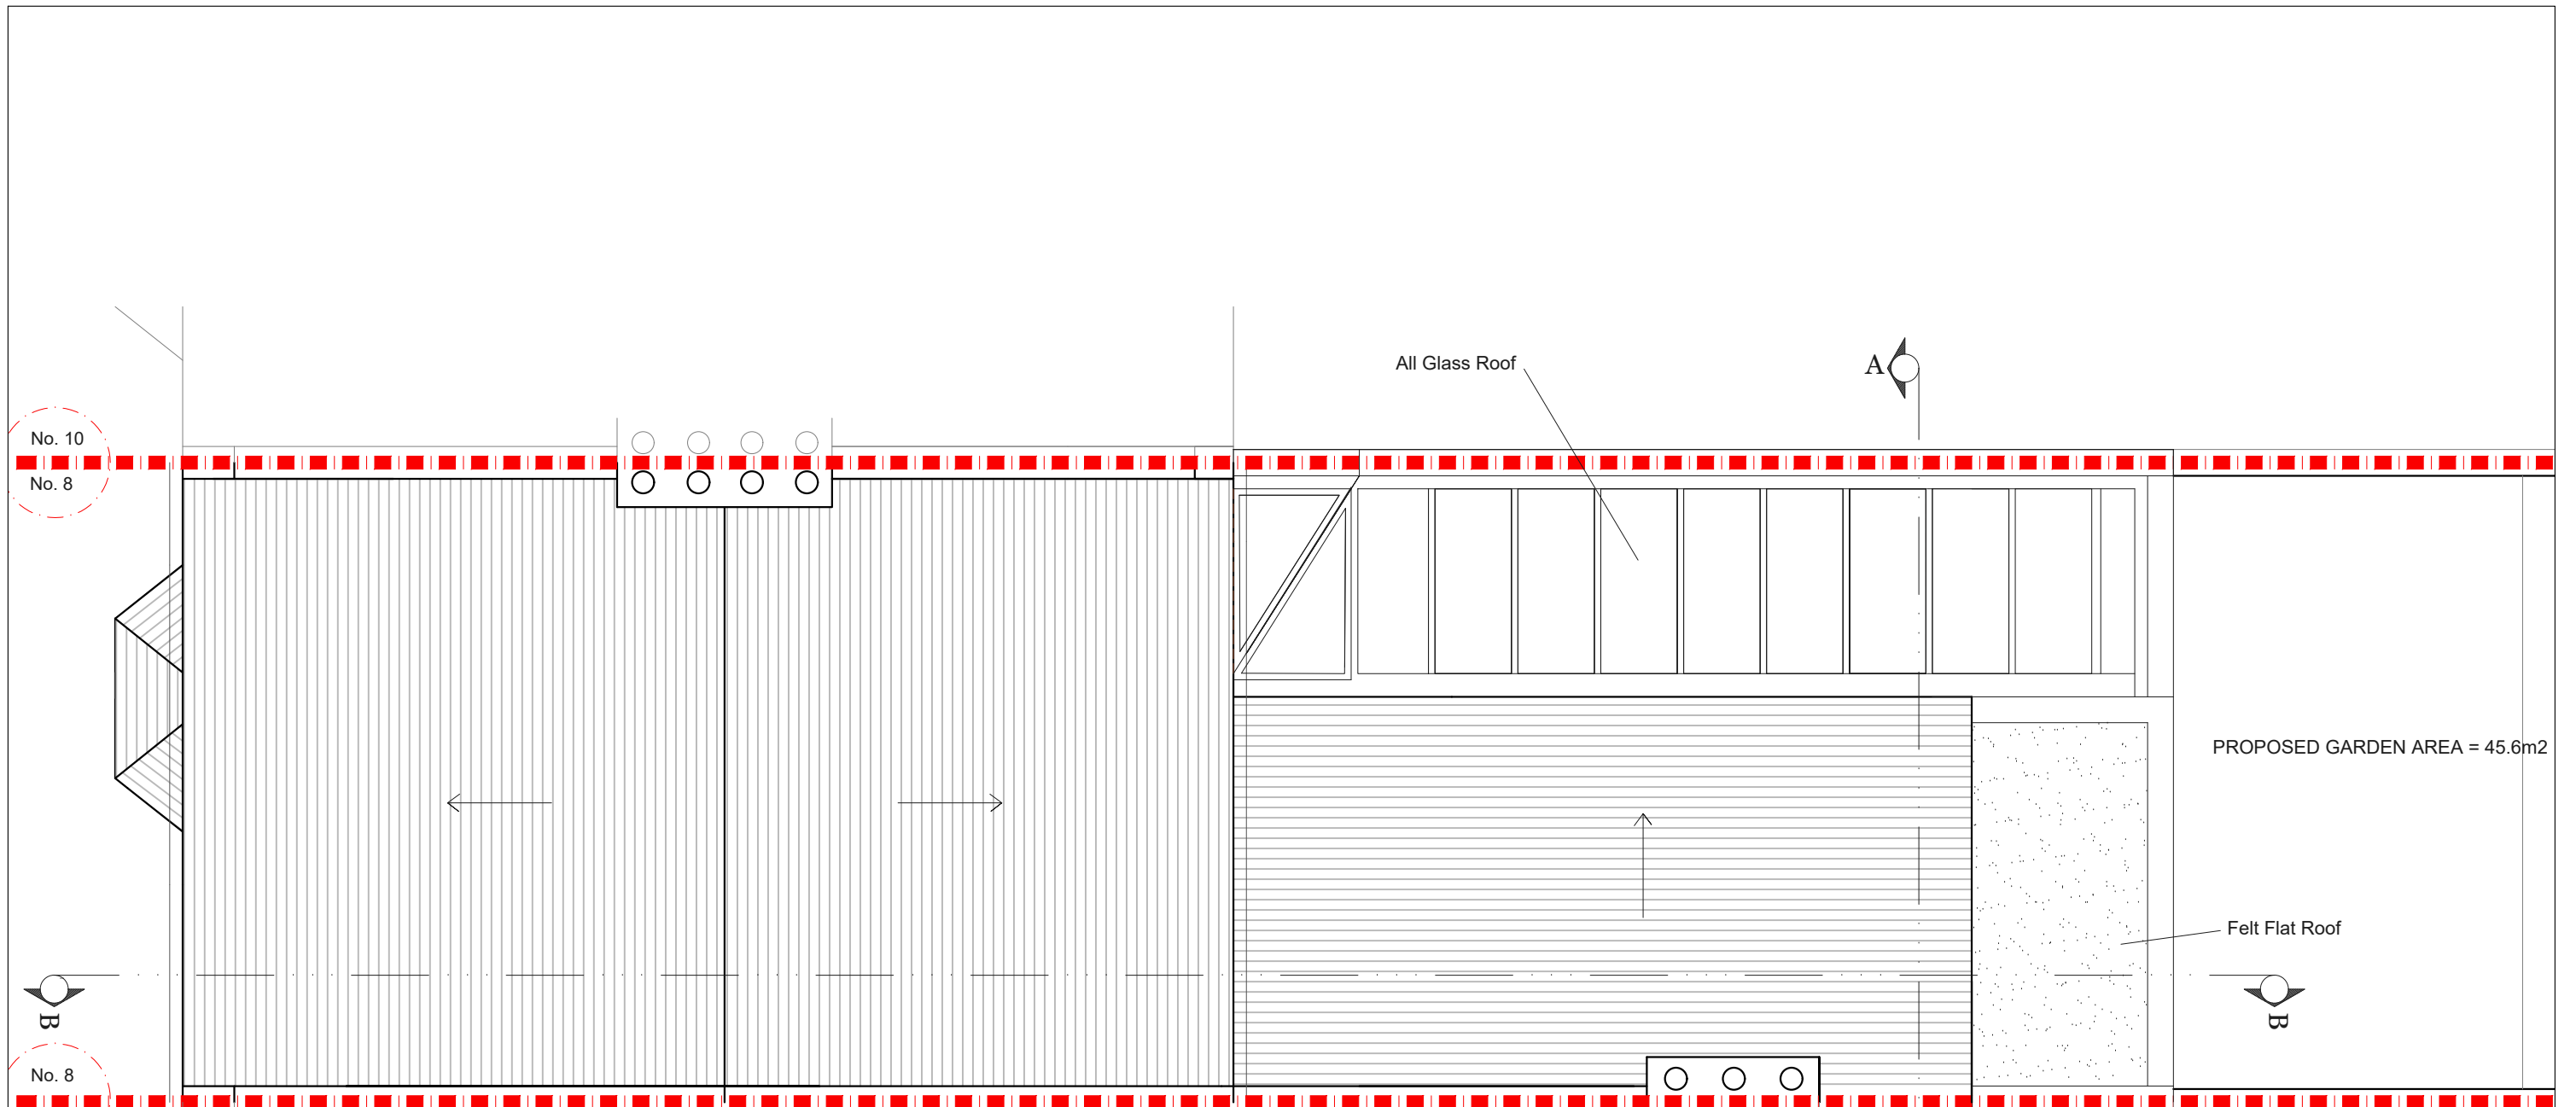 All Glass Roof
A
No. 10
No. 8
PROPOSED GARDEN AREA = 45.6m2
Felt Flat Roof
B
B
No. 8